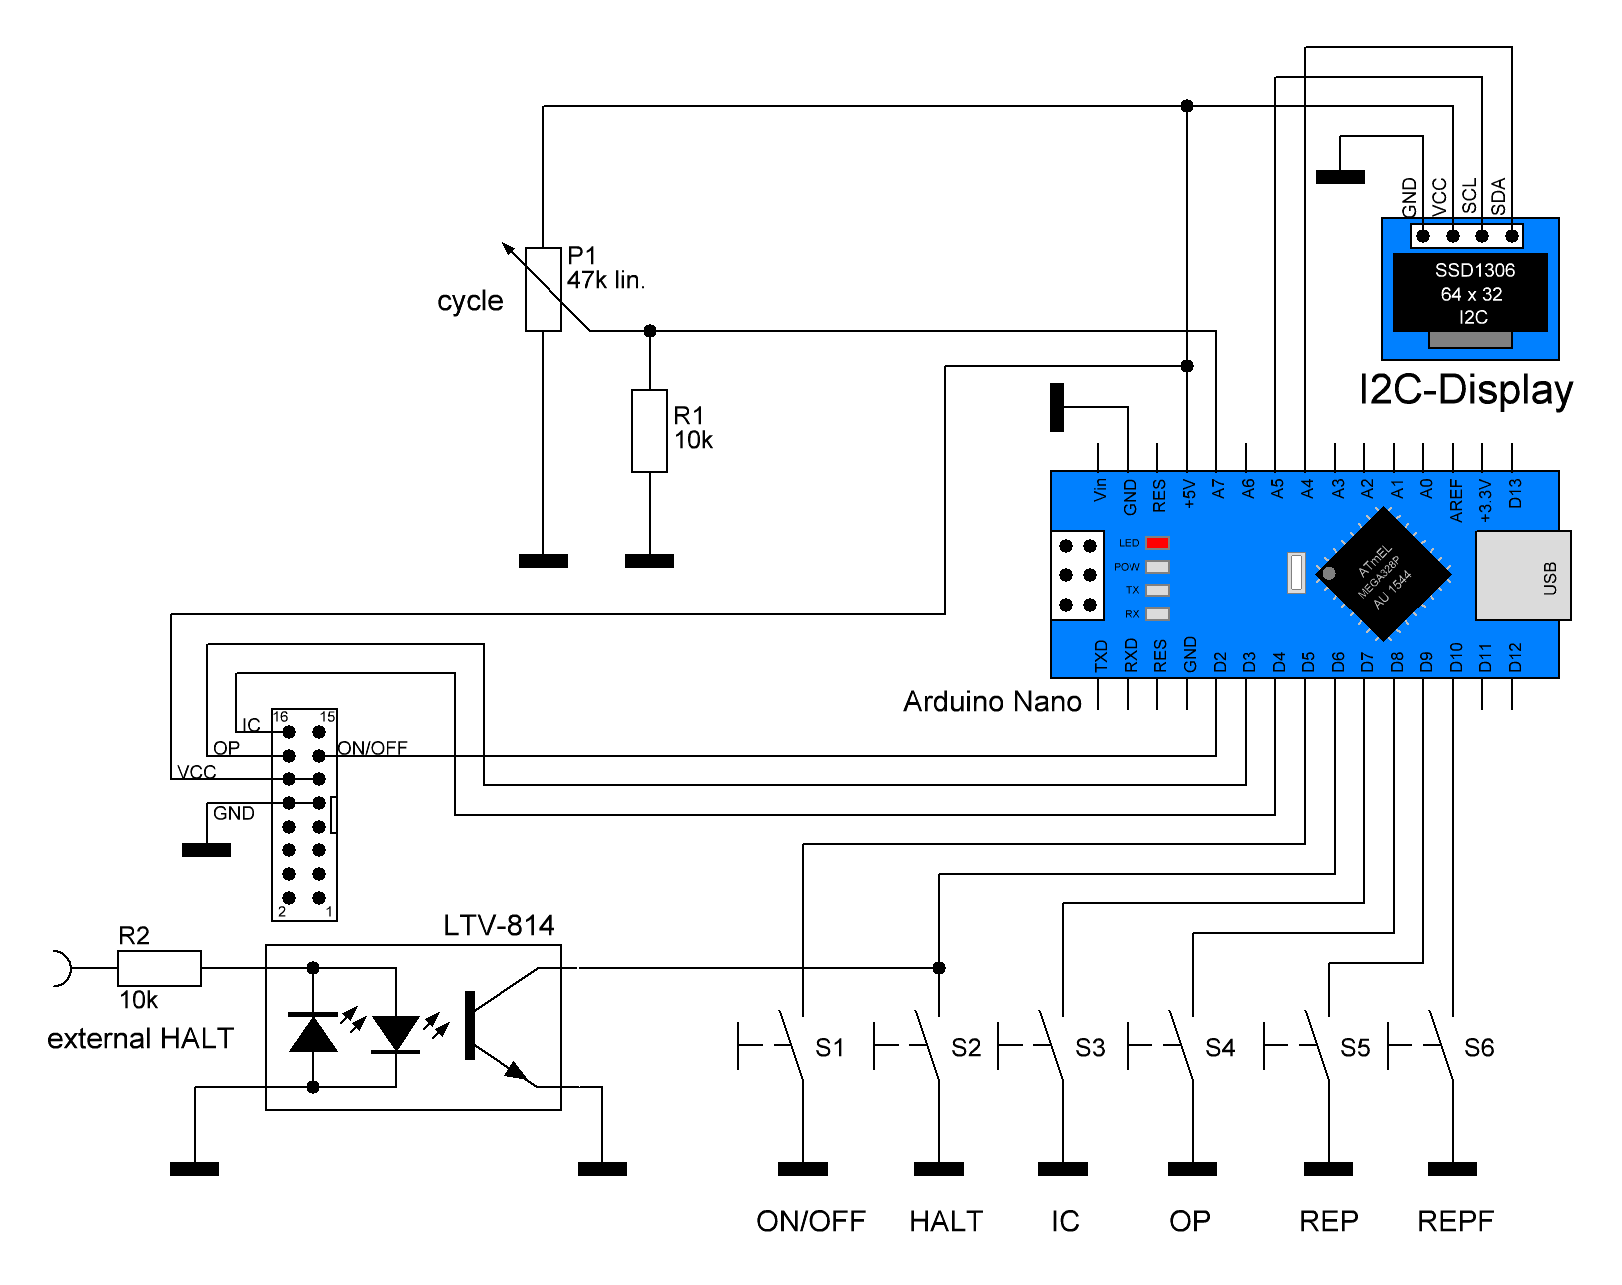 GND
VCC
SCL
SDA
SSD1306
64 x 32
I2C
I2C-Display
P1
47k lin.
cycle
R1
10k
Vin
GND
RES
+5V
A7
A6
A5
A4
A3
A2
A1
A0
AREF
+3.3V
D13
LED
POW
TX
RX
ATmEL
MEGA328P
AU 1544
USB
TXD
RXD
RES
GND
D2
D3
D4
D5
D6
D7
D8
D9
D10
D11
D12
Arduino Nano
16
15
IC
OP
ON/OFF
VCC
GND
2
1
LTV-814
R2
10k
external HALT
S1
S2
S3
S4
S5
S6
ON/OFF
HALT
IC
OP
REP
REPF